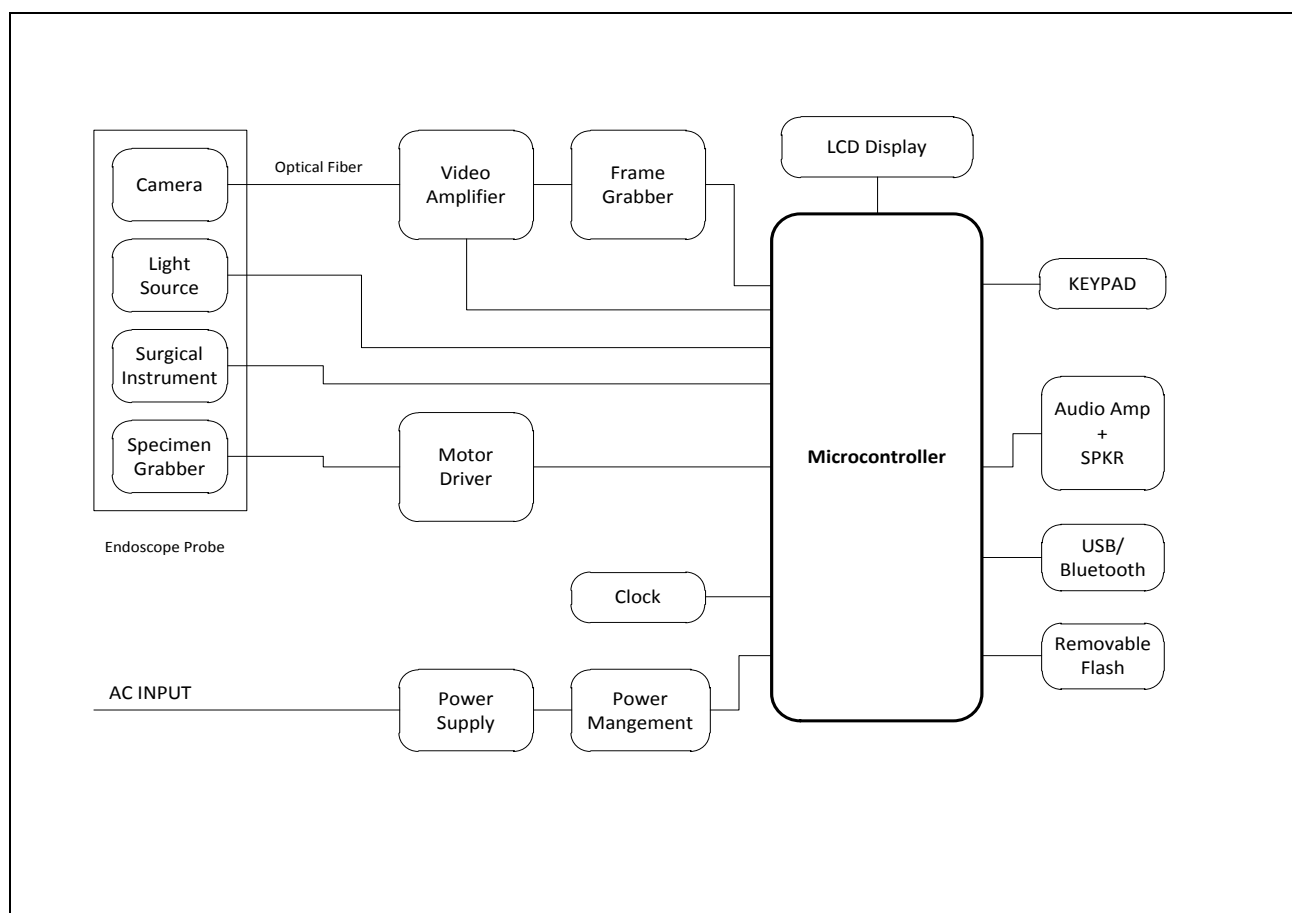 LCD Display
Camera
Optical Fiber
Video
Amplifier
Frame
Grabber
Light
Source
KEYPAD
Surgical
Instrument
Microcontroller
Audio Amp
+
SPKR
Specimen
Grabber
Motor
Driver
Endoscope Probe
USB/
Bluetooth
Clock
Removable
Flash
AC INPUT
Power
Supply
Power
Mangement